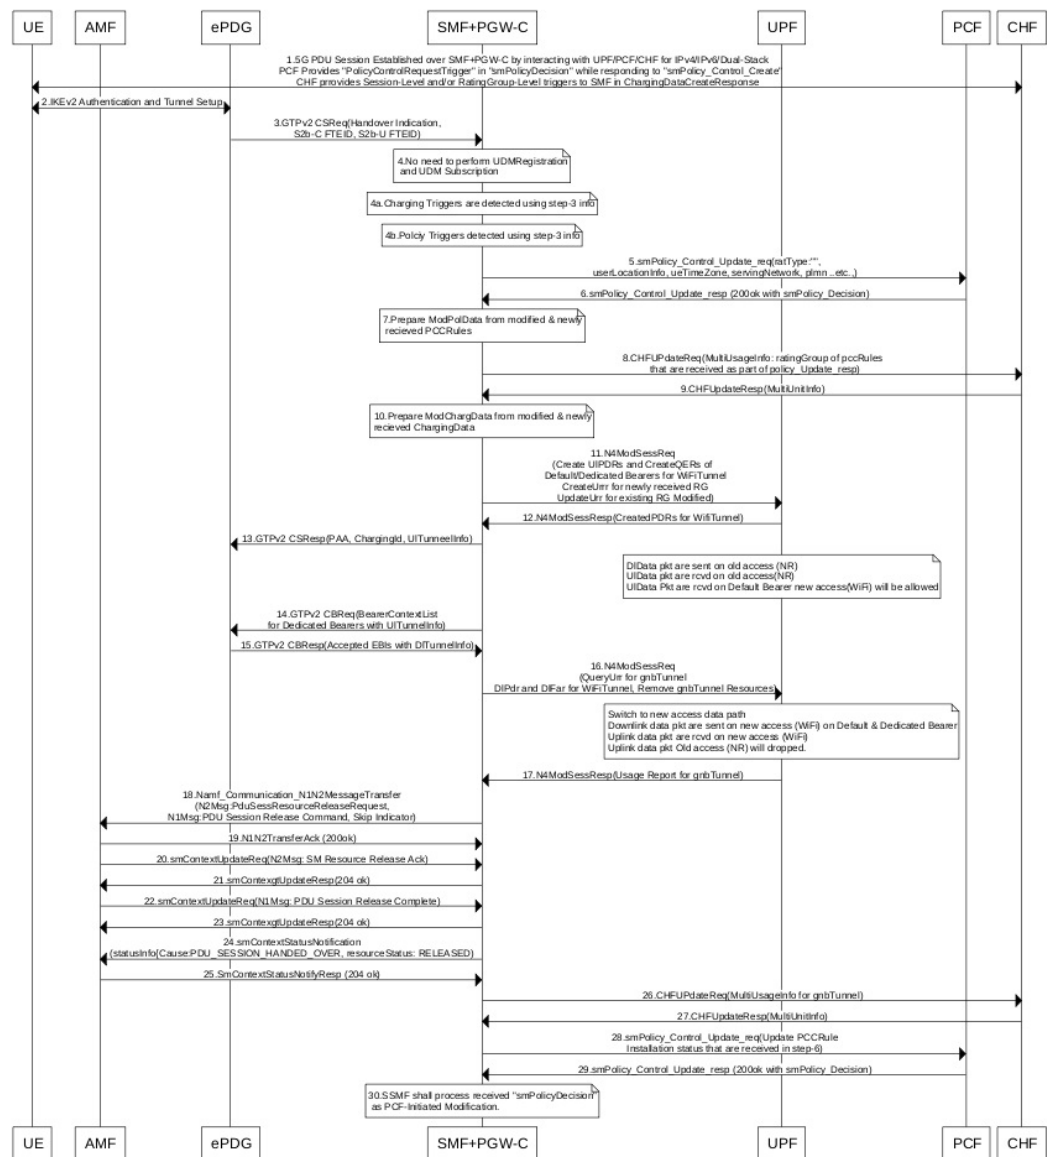 UE AMF ePDG SMF+PGW-C UPF PCF CHF
1.5G PDU Session Established over SMF+PGW-C by interacting with UPF/PCF/CHF for IPv4/IPv6/Dual-Stack
PCF Provides "PolicyControlRequestTrigger" in "smPolicyDecision" while responding to "smPolicy_Control_Create"
CHF prrovides Session-Level and/or RatingGroup-Level triggers to SMF in ChargingDataCreateResponse
2.IKEv2 Authentication and Tunnel Setup
3.GTPv2 CSReq(Handover Indication,
S2b-C FTEID, S2b-U FTEID)
4.No need to perform UDMRegistration
and UDM Subscription
4a.Charging Triggers are detected using step-3 info
4b.Polciy Triggers detected using step-3 info
5.smPolicy_Control_Update_req(ratType:"",
userLocationInfo, ueTimeZone, servingNetwork, plmn ..etc..,)
6.smPolicy_Control_Update_resp (200ok with smPolicy_Decision)
7.Prepare ModPolData from modified & newly
recieved PCCRules
8.CHFUPdateReq(MultiUsageInfo: ratingGroup of pccRules
that are received as part of policy_Update_resp)
9.CHFUpdateResp(MultiUnitInfo)
10.Prepare ModChargData from modified & newly
recieved ChargingData
11.N4ModSessReq
(Create UlPDRs and CreateQERs of
Default/Dedicated Bearers for WiFiTunnel
CreateUrrr for newly received RG
UpdateUrr for existing RG Modified)
12.N4ModSessResp(CreatedPDRs for WifiTunnel)
13.GTPv2 CSResp(PAA, ChargingId, UlTunneelInfo)
DlData pkt are sent on old access (NR)
UlData pkt are rcvd on old access(NR)
UlData Pkt are rcvd on Default Bearer new access(WiFi) will be allowed
14.GTPv2 CBReq(BearerContextList
for Dedicated Bearers with UlTunnelInfo)
15.GTPv2 CBResp(Accepted EBIs with DlTunnelInfo)
16.N4ModSessReq
(QueryUrr for gnbTunnel
DlPdr and DlFar for WiFiTunnel, Remove gnbTunnel Resources)
Switch to new access data path
Downlink data pkt are sent on new access (WiFi) on Default & Dedicated Bearer
Uplink data pkt are rcvd on new access (WiFi)
Uplink data pkt Old access (NR) will dropped.
17.N4ModSessResp(Usage Report for gnbTunnel)
18.Namf_Communication_N1N2MessageTransfer
(N2Msg:PduSessResourceReleaseRequest,
N1Msg:PDU Session Release Command, Skip Indicator)
19.N1N2TransferAck (200ok)
20.smContextUpdateReq(N2Msg: SM Resource Release Ack)
21.smContexgtUpdateResp(204 ok)
22.smContextUpdateReq(N1Msg: PDU Session Release Complete)
23.smContexgtUpdateResp(204 ok)
24.smContextStatusNotification
(statusInfo[Cause:PDU_SESSION_HANDED_OVER, resourceStatus: RELEASED)
25.SmContextStatusNotifyResp (204 ok)
26.CHFUPdateReq(MultiUsageInfo for gnbTunnel)
27.CHFUpdateResp(MultiUnitInfo)
28.smPolicy_Control_Update_req(Update PCCRule
Installation status that are received in step-6)
29.smPolicy_Control_Update_resp (200ok with smPolicy_Decision)
30.SSMF shall process received "smPolicyDecision"
as PCF-Initiated Modification.
UE AMF ePDG SMF+PGW-C UPF PCF CHF